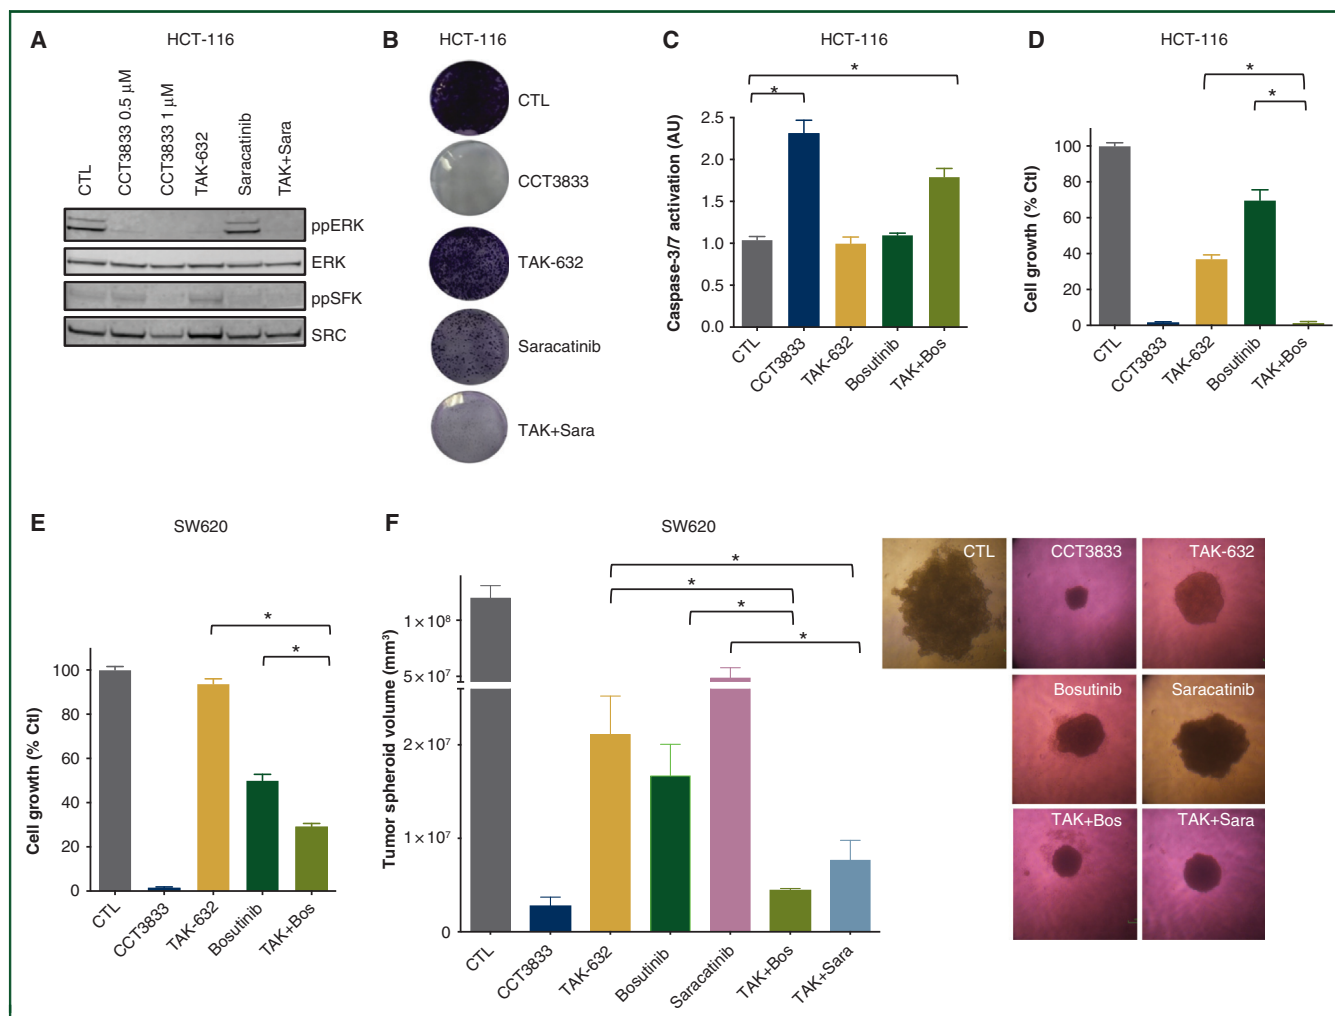 A
HCT-116
CTL
CCT3833 0.5 μM
CCT3833 1 μM
TAK-632
Saracatinib
TAK+Sara
ppERK
ERK
ppSFK
SRC
B
HCT-116
CTL
CCT3833
TAK-632
Saracatinib
TAK+Sara
C
HCT-116
*
*
Caspase-3/7 activation (AU)
2.5
2.0
1.5
1.0
0.5
0.0
CTL
CCT3833
TAK-632
Bosutinib
TAK+Bos
D
HCT-116
*
*
Cell growth (% Ctl)
100
80
60
40
20
0
CTL
CCT3833
TAK-632
Bosutinib
TAK+Bos
E
SW620
*
*
Cell growth (% Ctl)
100
80
60
40
20
0
CTL
CCT3833
TAK-632
Bosutinib
TAK+Bos
F
SW620
*
*
*
*
Tumor spheroid volume (mm³)
1×10⁸
5×10⁷
2×10⁷
1×10⁷
0
CTL
CCT3833
TAK-632
Bosutinib
Saracatinib
TAK+Bos
TAK+Sara
CTL
CCT3833
TAK-632
Bosutinib
Saracatinib
TAK+Bos
TAK+Sara